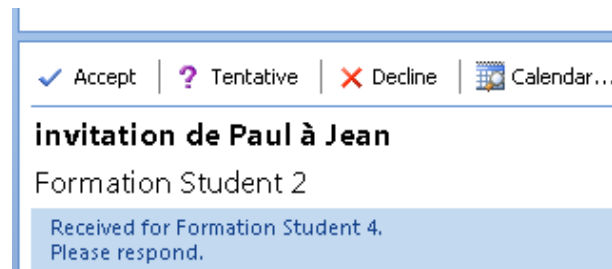 Accept ? Tentative Decline Calendar...
invitation de Paul à Jean
Formation Student 2
Received for Formation Student 4.
Please respond.